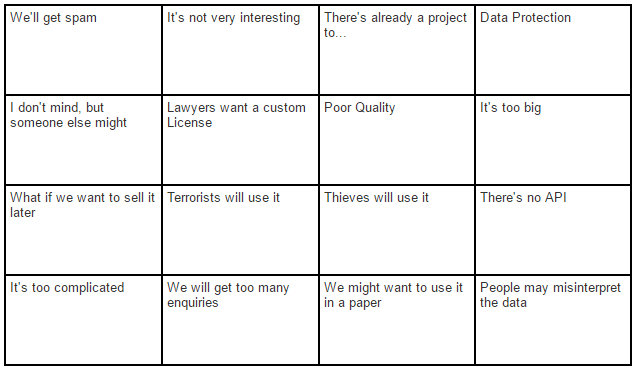 We'll get spam
It's not very interesting
There's already a project
to...
Data Protection
I don't mind, but
someone else might
Lawyers want a custom
License
Poor Quality
It's too big
What if we want to sell it
later
Terrorists will use it
Thieves will use it
There's no API
It's too complicated
We will get too many
enquiries
We might want to use it
in a paper
People may misinterpret
the data